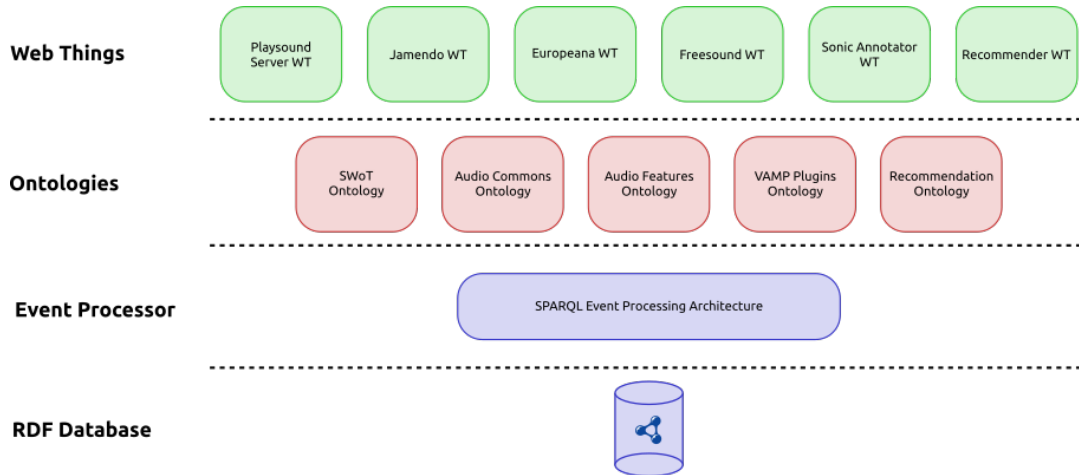 Web Things
Playsound
Server WT
Jamendo WT
Europeana WT
Freesound WT
Sonic Annotator
WT
Recommender WT
Ontologies
SWoT
Ontology
Audio Commons
Ontology
Audio Features
Ontology
VAMP Plugins
Ontology
Recommendation
Ontology
Event Processor
SPARQL Event Processing Architecture
RDF Database